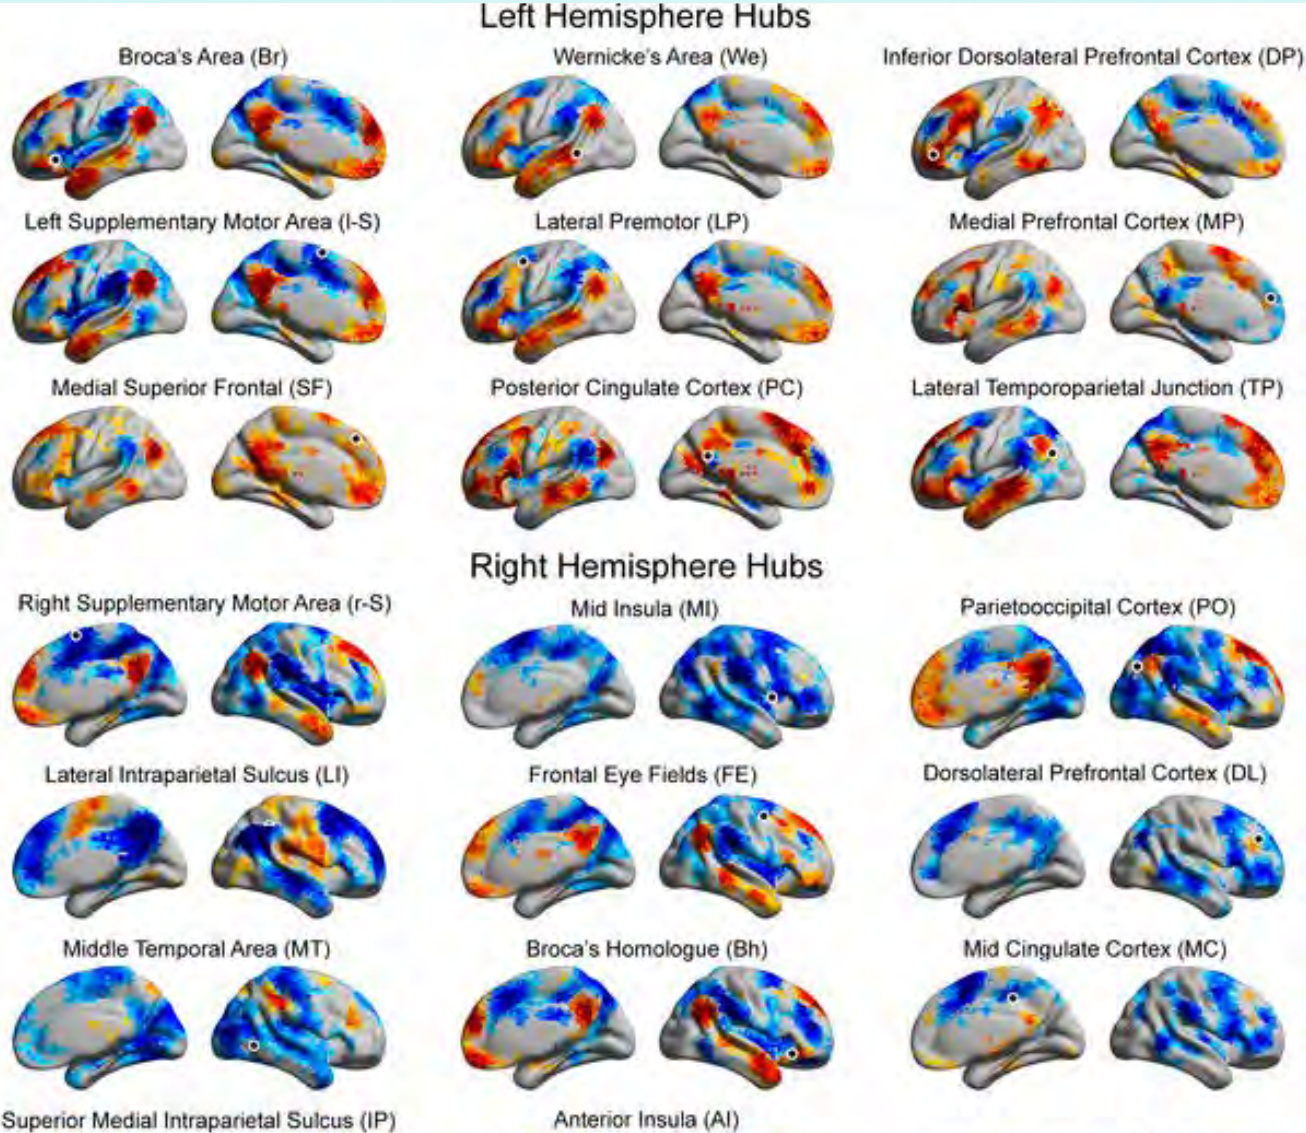 Left Hemisphere Hubs
Broca's Area (Br)
Wernicke's Area (We)
Inferior Dorsolateral Prefrontal Cortex (DP)
Left Supplementary Motor Area (l-S)
Lateral Premotor (LP)
Medial Prefrontal Cortex (MP)
Medial Superior Frontal (SF)
Posterior Cingulate Cortex (PC)
Lateral Temporoparietal Junction (TP)
Right Hemisphere Hubs
Right Supplementary Motor Area (r-S)
Mid Insula (MI)
Parietooccipital Cortex (PO)
Lateral Intraparietal Sulcus (LI)
Frontal Eye Fields (FE)
Dorsolateral Prefrontal Cortex (DL)
Middle Temporal Area (MT)
Broca's Homologue (Bh)
Mid Cingulate Cortex (MC)
Superior Medial Intraparietal Sulcus (IP)
Anterior Insula (AI)